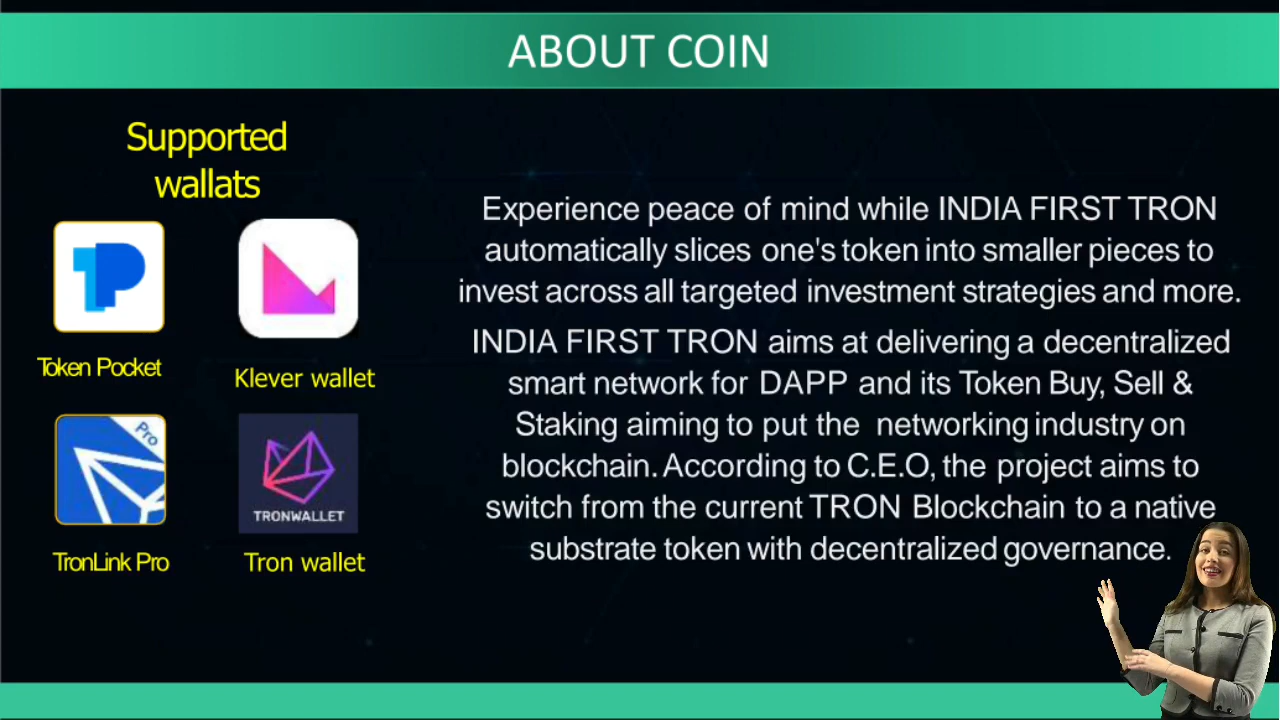 ABOUT COIN
Supported
wallats
Token Pocket
Klever wallet
Pro
TRONWALLET
TronLink Pro
Tron wallet
Experience peace of mind while INDIA FIRST TRON
automatically slices one's token into smaller pieces to
invest across all targeted investment strategies and more.
INDIA FIRST TRON aims at delivering a decentralized
smart network for DAPP and its Token Buy, Sell &
Staking aiming to put the networking industry on
blockchain. According to C.E.O, the project aims to
switch from the current TRON Blockchain to a native
substrate token with decentralized governance.